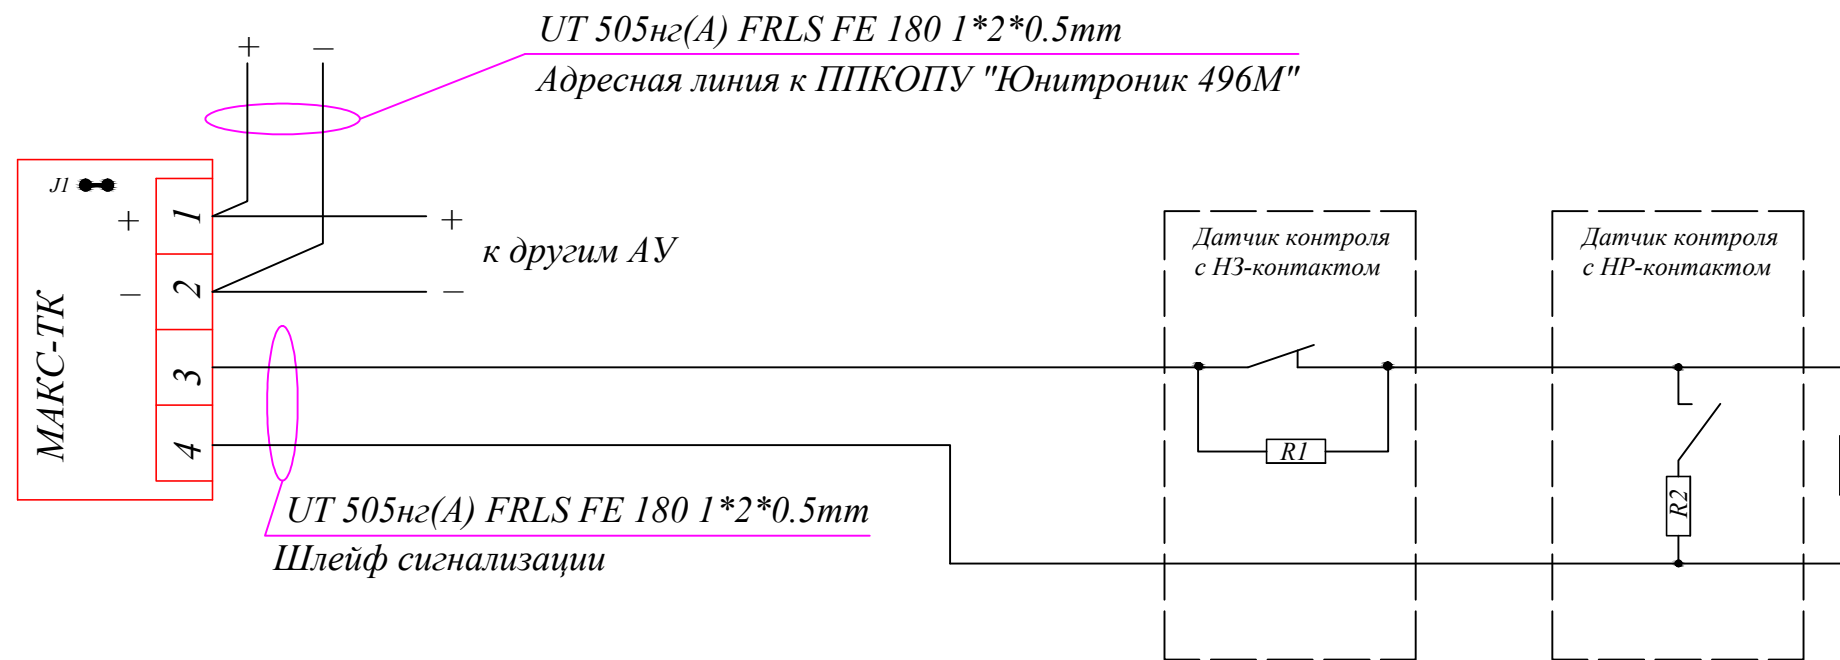 UT 505нг(А) FRLS FE 180 1*2*0.5mm
Адресная линия к ППКОПУ "Юнитроник 496М"
+ –
J1
МАКС-ТК
+ 1 +
к другим АУ
– 2 –
3
4
UT 505нг(А) FRLS FE 180 1*2*0.5mm
Шлейф сигнализации
Датчик контроля
с НЗ-контактом
R1
Датчик контроля
с НР-контактом
R2